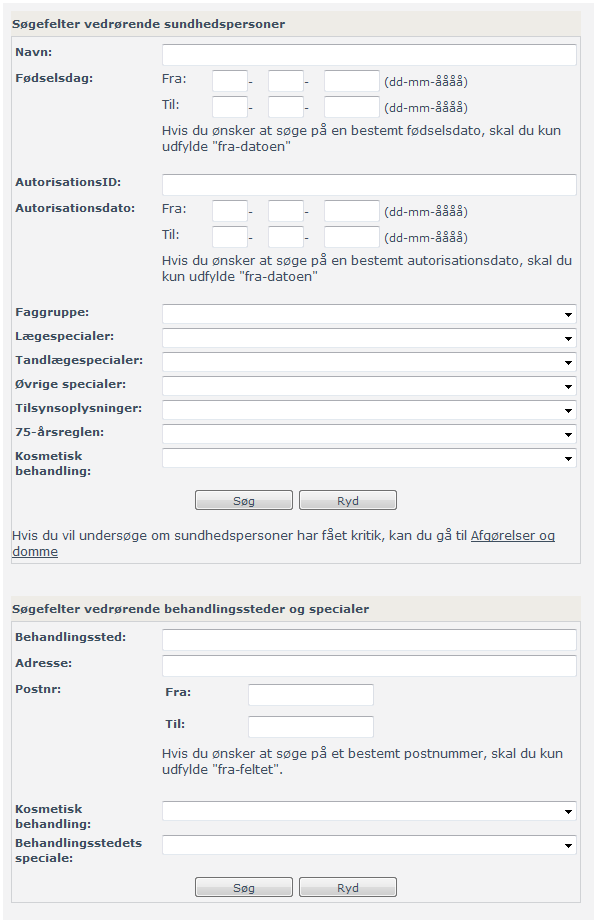 Søgefelter vedrørende sundhedspersoner
Navn:
Fødselsdag: Fra: - - (dd-mm-åååå)
Til: - - (dd-mm-åååå)
Hvis du ønsker at søge på en bestemt fødselsdato, skal du kun
udfylde "fra-datoen"
AutorisationsID:
Autorisationsdato: Fra: - - (dd-mm-åååå)
Til: - - (dd-mm-åååå)
Hvis du ønsker at søge på en bestemt autorisationsdato, skal du
kun udfylde "fra-datoen"
Faggruppe:
Lægespecialer:
Tandlægespecialer:
Øvrige specialer:
Tilsynsoplysninger:
75-årsreglen:
Kosmetisk
behandling:
Søg Ryd
Hvis du vil undersøge om sundhedspersoner har fået kritik, kan du gå til Afgørelser og
domme
Søgefelter vedrørende behandlingssteder og specialer
Behandlingssted:
Adresse:
Postnr: Fra:
Til:
Hvis du ønsker at søge på et bestemt postnummer, skal du kun
udfylde "fra-feltet".
Kosmetisk
behandling:
Behandlingsstedets
speciale:
Søg Ryd